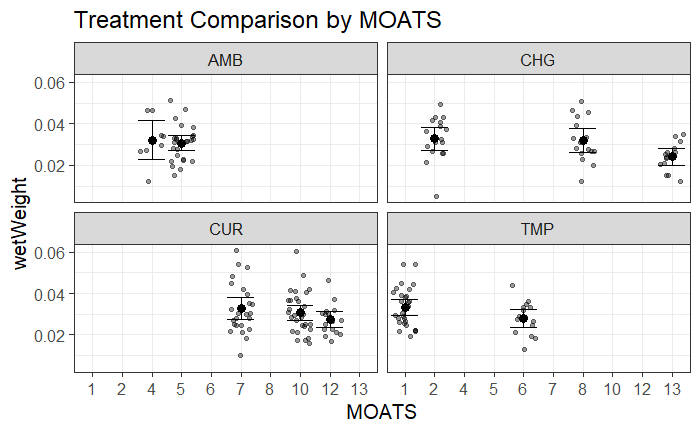 Treatment Comparison by MOATS
AMB
CHG
0.06
0.04
0.02
CUR
TMP
0.06
0.04
0.02
wetWeight
1 2 4 5 6 7 8 10 12 13
1 2 4 5 6 7 8 10 12 13
MOATS